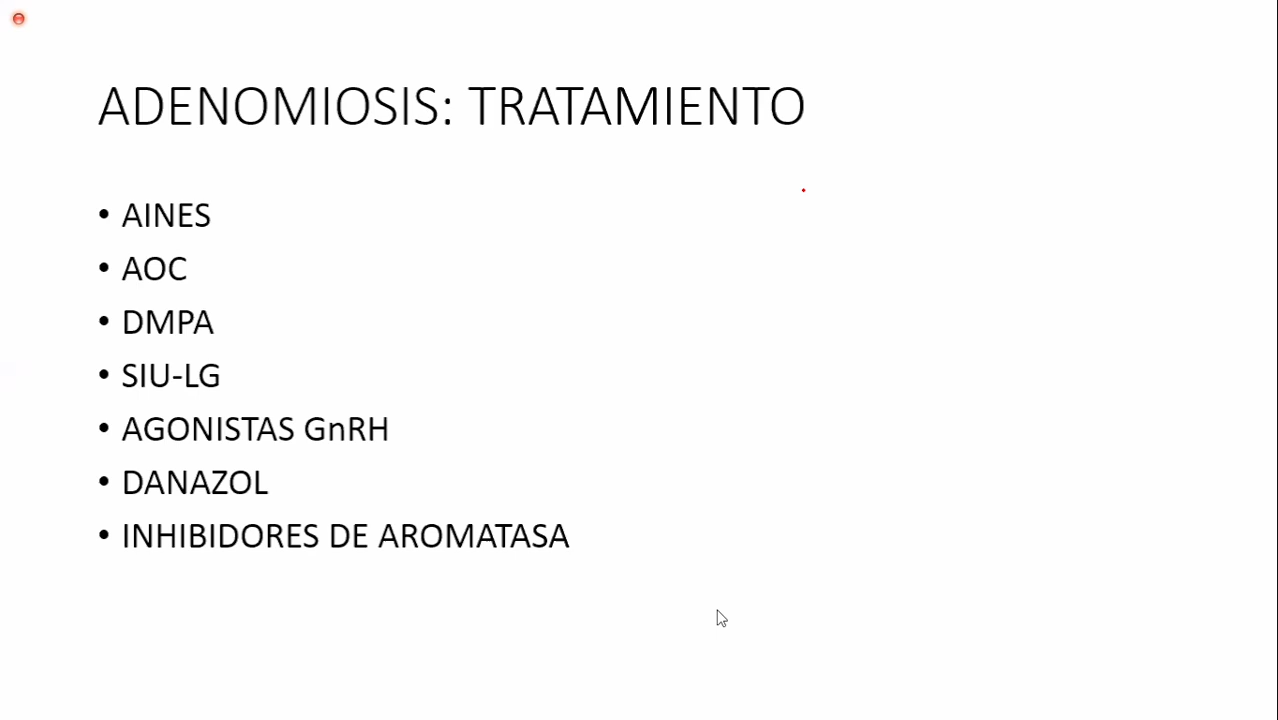 ADENOMIOSIS: TRATAMIENTO
• AINES
• AOC
• DMPA
• SIU-LG
• AGONISTAS GnRH
• DANAZOL
• INHIBIDORES DE AROMATASA